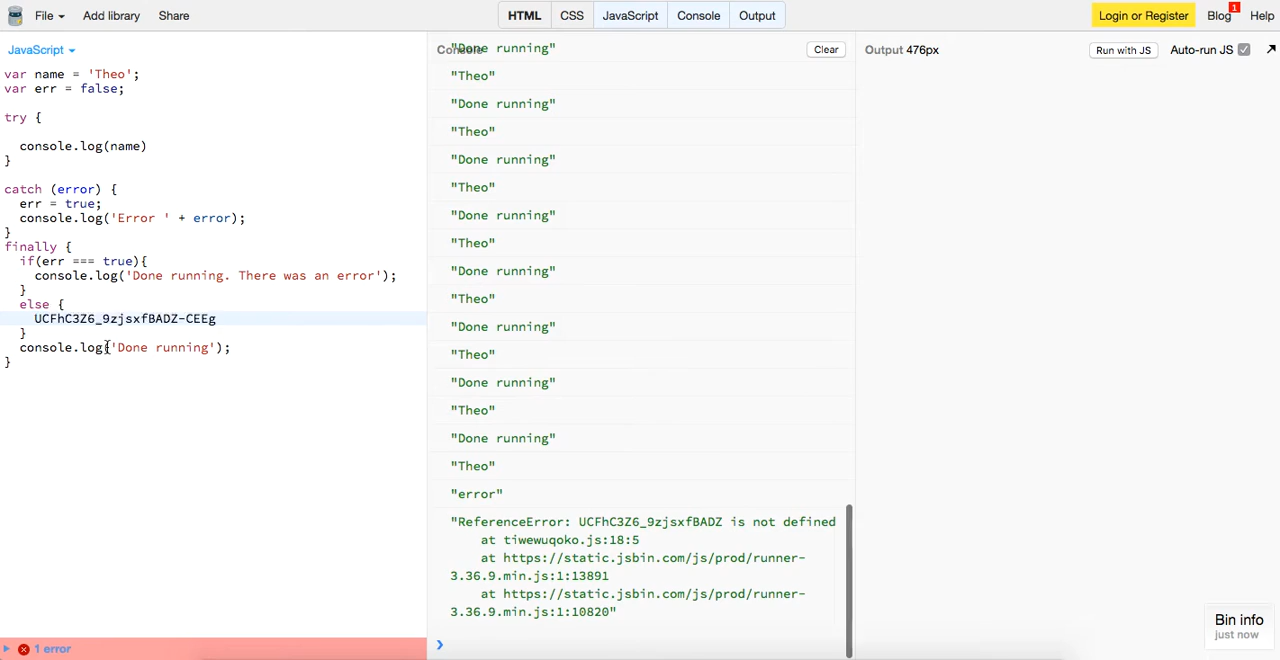 File Add library Share HTML CSS JavaScript Console Output Login or Register Blog 1 Help
JavaScript
var name = 'Theo';
var err = false;
try {
console.log(name)
}
catch (error) {
err = true;
console.log('Error ' + error);
}
finally {
if(err === true){
console.log('Done running. There was an error');
}
else {
UCFhC3Z6_9zjsxfBADZ-CEEg
}
console.log('Done running');
}
1 error
Console Clear
"Done running"
"Theo"
"Done running"
"Theo"
"Done running"
"Theo"
"Done running"
"Theo"
"Done running"
"Theo"
"Done running"
"Theo"
"Done running"
"Theo"
"Done running"
"Theo"
"error"
"ReferenceError: UCFhC3Z6_9zjsxfBADZ is not defined
at tiwewuqoko.js:18:5
at https://static.jsbin.com/js/prod/runner-
3.36.9.min.js:1:13891
at https://static.jsbin.com/js/prod/runner-
3.36.9.min.js:1:10820"
Output 476px Run with JS Auto-run JS
Bin info
just now